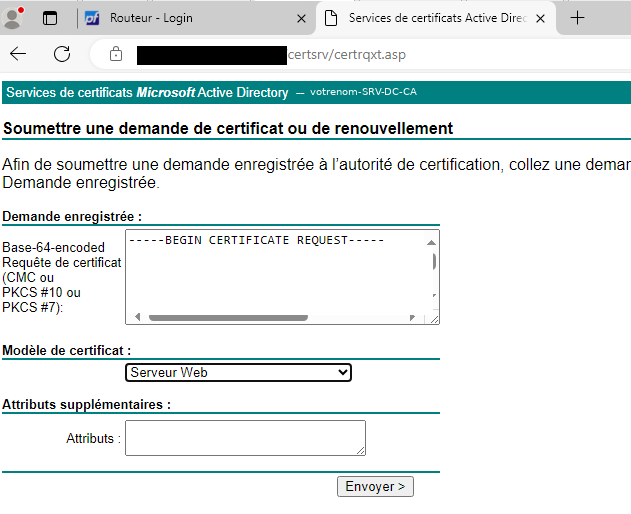 Routeur - Login
Services de certificats Active Direc
certsrv/certrqxt.asp
Services de certificats Microsoft Active Directory -- votrenom-SRV-DC-CA
Soumettre une demande de certificat ou de renouvellement
Afin de soumettre une demande enregistrée à l'autorité de certification, collez une demar
Demande enregistrée.
Demande enregistrée :
Base-64-encoded
Requête de certificat
(CMC ou
PKCS #10 ou
PKCS #7):
-----BEGIN CERTIFICATE REQUEST-----
Modèle de certificat :
Serveur Web
Attributs supplémentaires :
Attributs :
Envoyer >